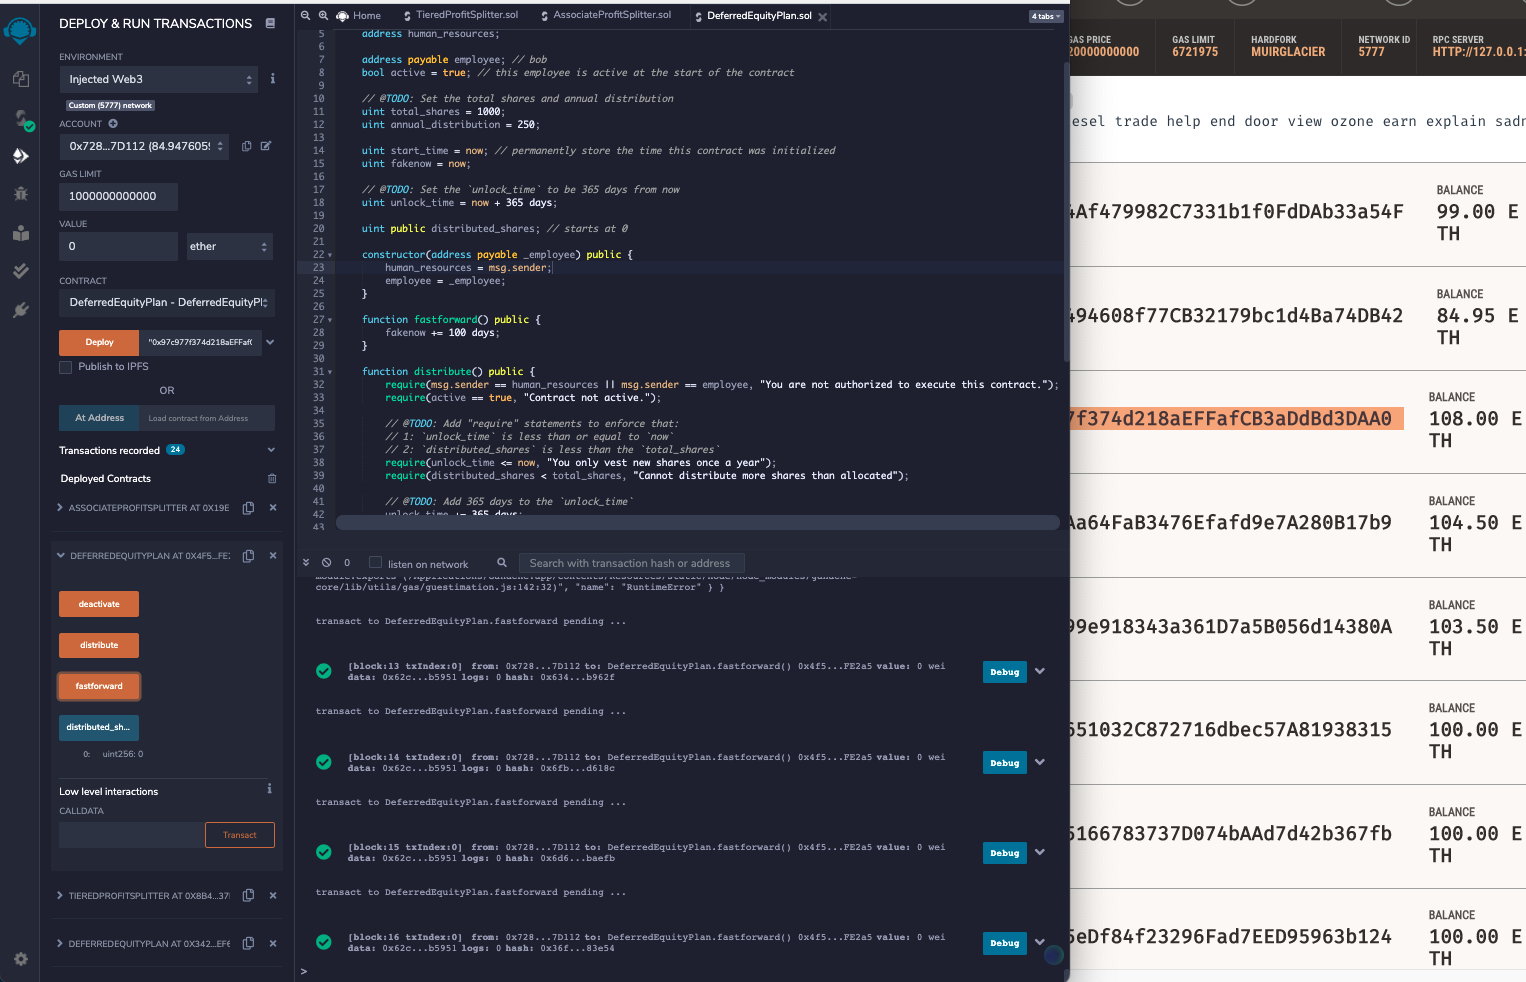 DEPLOY & RUN TRANSACTIONS
ENVIRONMENT
Injected Web3
Custom (5777) network
ACCOUNT
0x728...7D112 (84.947605
GAS LIMIT
1000000000000
VALUE
0
ether
CONTRACT
DeferredEquityPlan - DeferredEquityPl
Deploy
"0x97c977f374d218aEFFaf
Publish to IPFS
OR
At Address
Load contract from Address
Transactions recorded 24
Deployed Contracts
ASSOCIATEPROFITSPLITTER AT 0X19E
DEFERREDEQUITYPLAN AT 0X4F5...FE
deactivate
distribute
fastforward
distributed_sh...
0: uint256: 0
Low level interactions
CALLDATA
Transact
TIEREDPROFITSPLITTER AT 0X8B4...37
DEFERREDEQUITYPLAN AT 0X342...EF
Home
TieredProfitSplitter.sol
AssociateProfitSplitter.sol
DeferredEquityPlan.sol
4 tabs
5 address human_resources;
6
7 address payable employee; // bob
8 bool active = true; // this employee is active at the start of the contract
9
10 // @TODO: Set the total shares and annual distribution
11 uint total_shares = 1000;
12 uint annual_distribution = 250;
13
14 uint start_time = now; // permanently store the time this contract was initialized
15 uint fakenow = now;
16
17 // @TODO: Set the `unlock_time` to be 365 days from now
18 uint unlock_time = now + 365 days;
19
20 uint public distributed_shares; // starts at 0
21
22 constructor(address payable _employee) public {
23 human_resources = msg.sender;
24 employee = _employee;
25 }
26
27 function fastforward() public {
28 fakenow += 100 days;
29 }
30
31 function distribute() public {
32 require(msg.sender == human_resources || msg.sender == employee, "You are not authorized to execute this contract.");
33 require(active == true, "Contract not active.");
34
35 // @TODO: Add "require" statements to enforce that:
36 // 1: `unlock_time` is less than or equal to `now`
37 // 2: `distributed_shares` is less than the `total_shares`
38 require(unlock_time <= now, "You only vest new shares once a year");
39 require(distributed_shares < total_shares, "Cannot distribute more shares than allocated");
40
41 // @TODO: Add 365 days to the `unlock_time`
42 unlock_time += 365 days;
43
0
listen on network
Search with transaction hash or address
core/lib/utils/gas/guestimation.js:142:32)", "name": "RuntimeError" } }
transact to DeferredEquityPlan.fastforward pending ...
[block:13 txIndex:0] from: 0x728...7D112 to: DeferredEquityPlan.fastforward() 0x4f5...FE2a5 value: 0 wei
data: 0x62c...b5951 logs: 0 hash: 0x634...b962f
Debug
transact to DeferredEquityPlan.fastforward pending ...
[block:14 txIndex:0] from: 0x728...7D112 to: DeferredEquityPlan.fastforward() 0x4f5...FE2a5 value: 0 wei
data: 0x62c...b5951 logs: 0 hash: 0x6fb...d618c
Debug
transact to DeferredEquityPlan.fastforward pending ...
[block:15 txIndex:0] from: 0x728...7D112 to: DeferredEquityPlan.fastforward() 0x4f5...FE2a5 value: 0 wei
data: 0x62c...b5951 logs: 0 hash: 0x6d6...baefb
Debug
transact to DeferredEquityPlan.fastforward pending ...
[block:16 txIndex:0] from: 0x728...7D112 to: DeferredEquityPlan.fastforward() 0x4f5...FE2a5 value: 0 wei
data: 0x62c...b5951 logs: 0 hash: 0x36f...83e54
Debug
>
GAS PRICE
20000000000
GAS LIMIT
6721975
HARDFORK
MUIRGLACIER
NETWORK ID
5777
RPC SERVER
HTTP://127.0.0.1:
esel trade help end door view ozone earn explain sadn
4Af479982C7331b1f0FdDAb33a54F
BALANCE
99.00 E
TH
494608f77CB32179bc1d4Ba74DB42
BALANCE
84.95 E
TH
7f374d218aEFFafCB3aDdBd3DAA0
BALANCE
108.00 E
TH
Aa64FaB3476Efafd9e7A280B17b9
BALANCE
104.50 E
TH
99e918343a361D7a5B056d14380A
BALANCE
103.50 E
TH
651032C872716dbec57A81938315
BALANCE
100.00 E
TH
5166783737D074bAAd7d42b367fb
BALANCE
100.00 E
TH
5eDf84f23296Fad7EED95963b124
BALANCE
100.00 E
TH